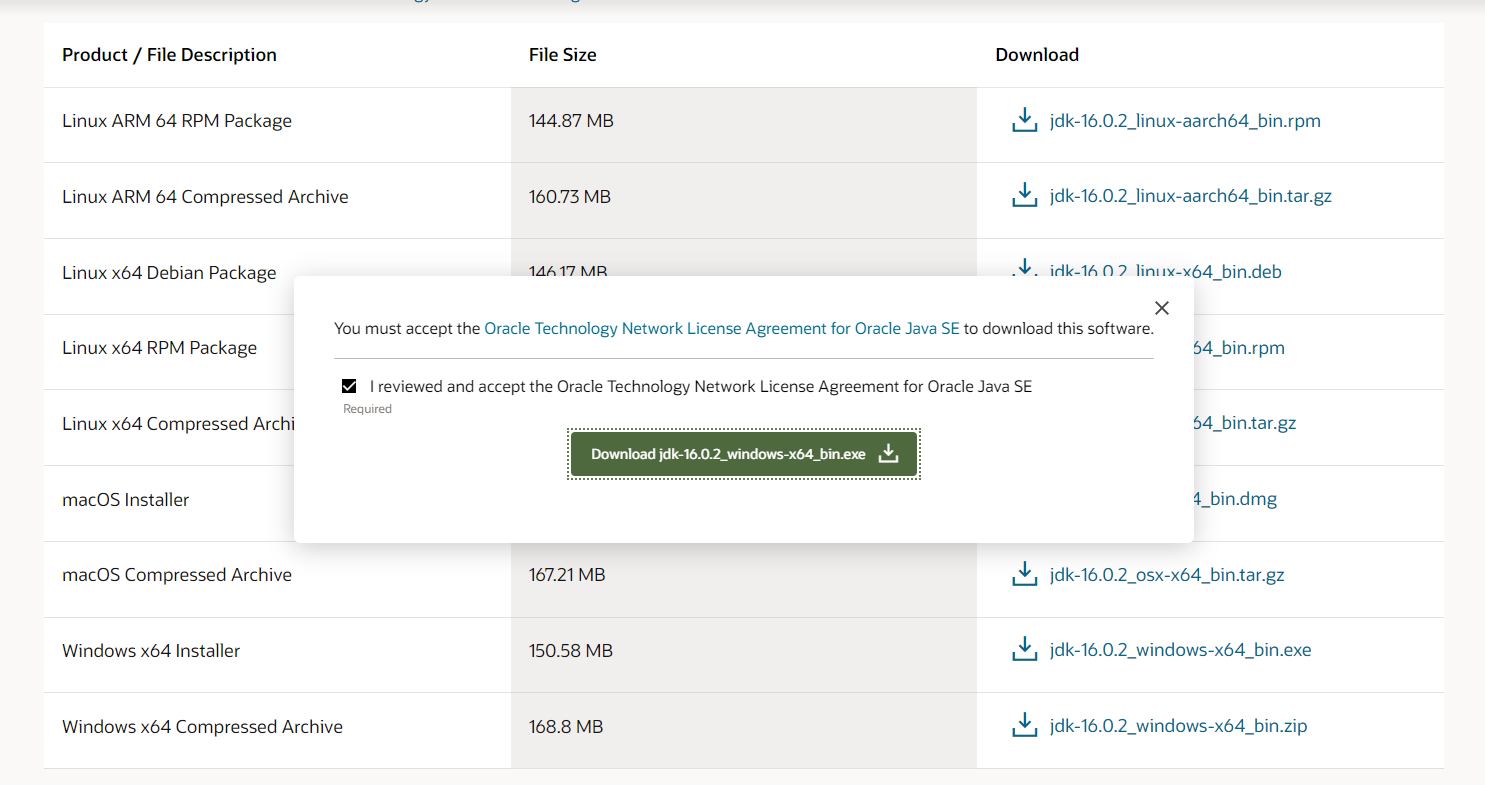 Product / File Description File Size Download
Linux ARM 64 RPM Package 144.87 MB jdk-16.0.2_linux-aarch64_bin.rpm
Linux ARM 64 Compressed Archive 160.73 MB jdk-16.0.2_linux-aarch64_bin.tar.gz
Linux x64 Debian Package 146.17 MB jdk-16.0.2_linux-x64_bin.deb
You must accept the Oracle Technology Network License Agreement for Oracle Java SE to download this software.
Linux x64 RPM Package 64_bin.rpm
I reviewed and accept the Oracle Technology Network License Agreement for Oracle Java SE
Required
Linux x64 Compressed Archi 64_bin.tar.gz
Download jdk-16.0.2_windows-x64_bin.exe
macOS Installer 4_bin.dmg
macOS Compressed Archive 167.21 MB jdk-16.0.2_osx-x64_bin.tar.gz
Windows x64 Installer 150.58 MB jdk-16.0.2_windows-x64_bin.exe
Windows x64 Compressed Archive 168.8 MB jdk-16.0.2_windows-x64_bin.zip